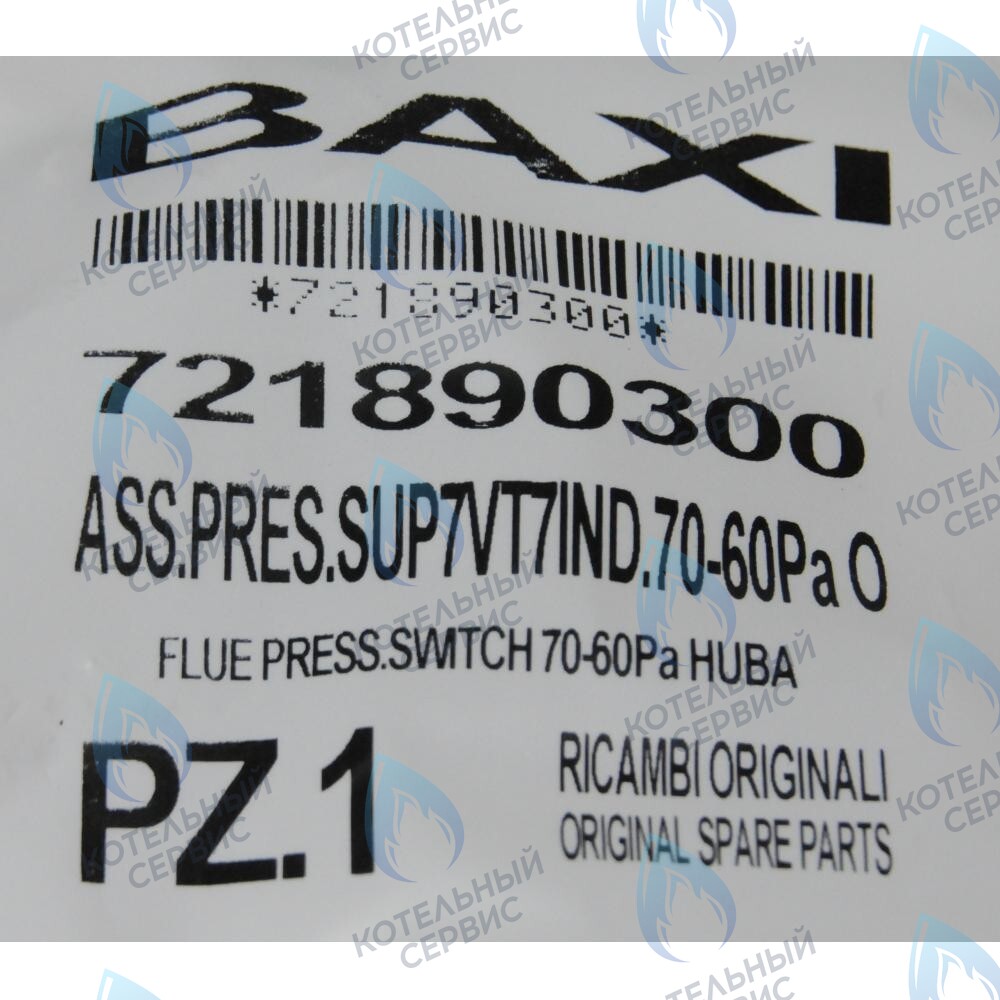 BAXI
*721890300*
721890300
ASS.PRES.SUP7VT7IND.70-60Pa O
FLUE PRESS.SWITCH 70-60Pa HUBA
PZ.1
RICAMBI ORIGINALI
ORIGINAL SPARE PARTS
КОТЕЛЬНЫЙ
СЕРВИС